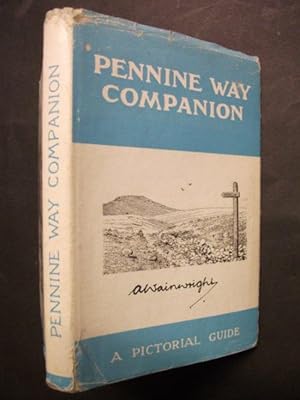 PENNINE WAY
COMPANION
AWainwright
A PICTORIAL GUIDE
PENNINE WAY COMPANION